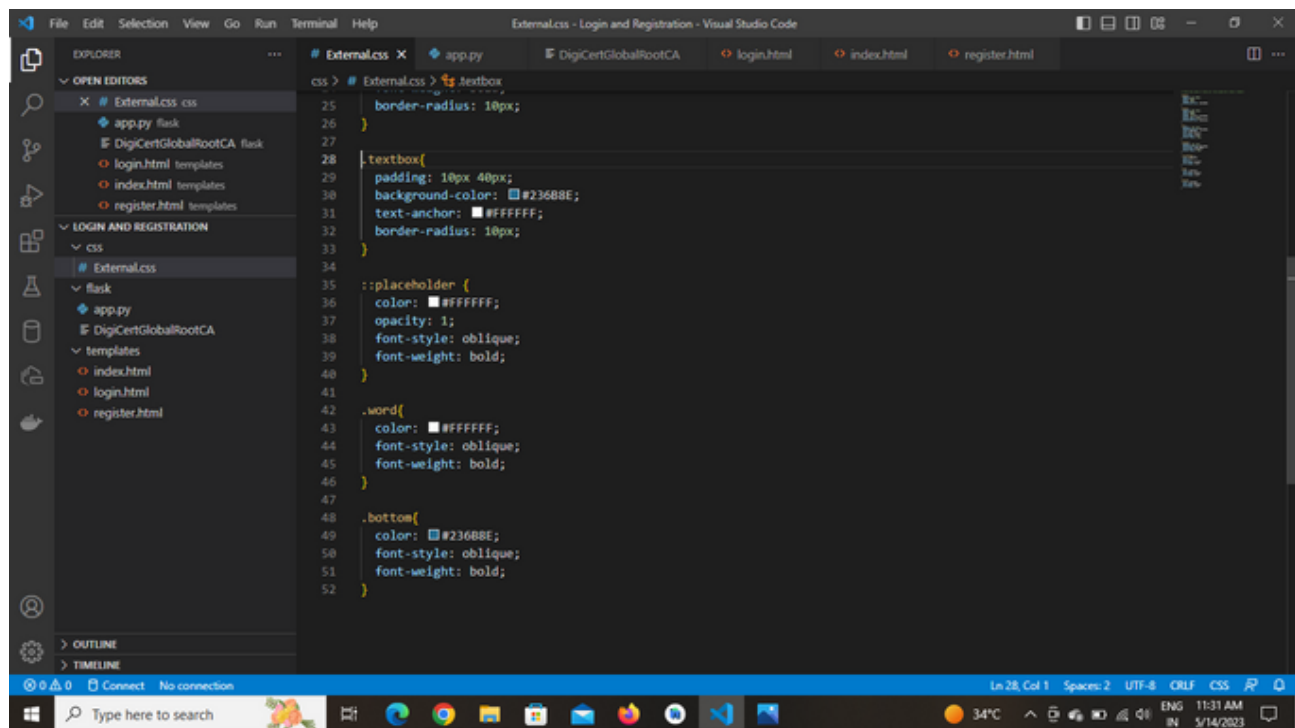 File Edit Selection View Go Run Terminal Help
External.css - Login and Registration - Visual Studio Code
EXPLORER
External.css
app.py
DigiCertGlobalRootCA
login.html
index.html
register.html
OPEN EDITORS
External.css css
app.py flask
DigiCertGlobalRootCA flask
login.html templates
index.html templates
register.html templates
LOGIN AND REGISTRATION
css
External.css
flask
app.py
DigiCertGlobalRootCA
templates
index.html
login.html
register.html
OUTLINE
TIMELINE
css > # External.css > .textbox
25 border-radius: 10px;
26 }
27
28 .textbox{
29 padding: 10px 40px;
30 background-color: #236B8E;
31 text-anchor: #FFFFFF;
32 border-radius: 10px;
33 }
34
35 ::placeholder {
36 color: #FFFFFF;
37 opacity: 1;
38 font-style: oblique;
39 font-weight: bold;
40 }
41
42 .word{
43 color: #FFFFFF;
44 font-style: oblique;
45 font-weight: bold;
46 }
47
48 .bottom{
49 color: #236B8E;
50 font-style: oblique;
51 font-weight: bold;
52 }
0 0 Connect No connection
Ln 28, Col 1 Spaces: 2 UTF-8 CRLF CSS
Type here to search
34°C
ENG
IN
11:31 AM
5/14/2023